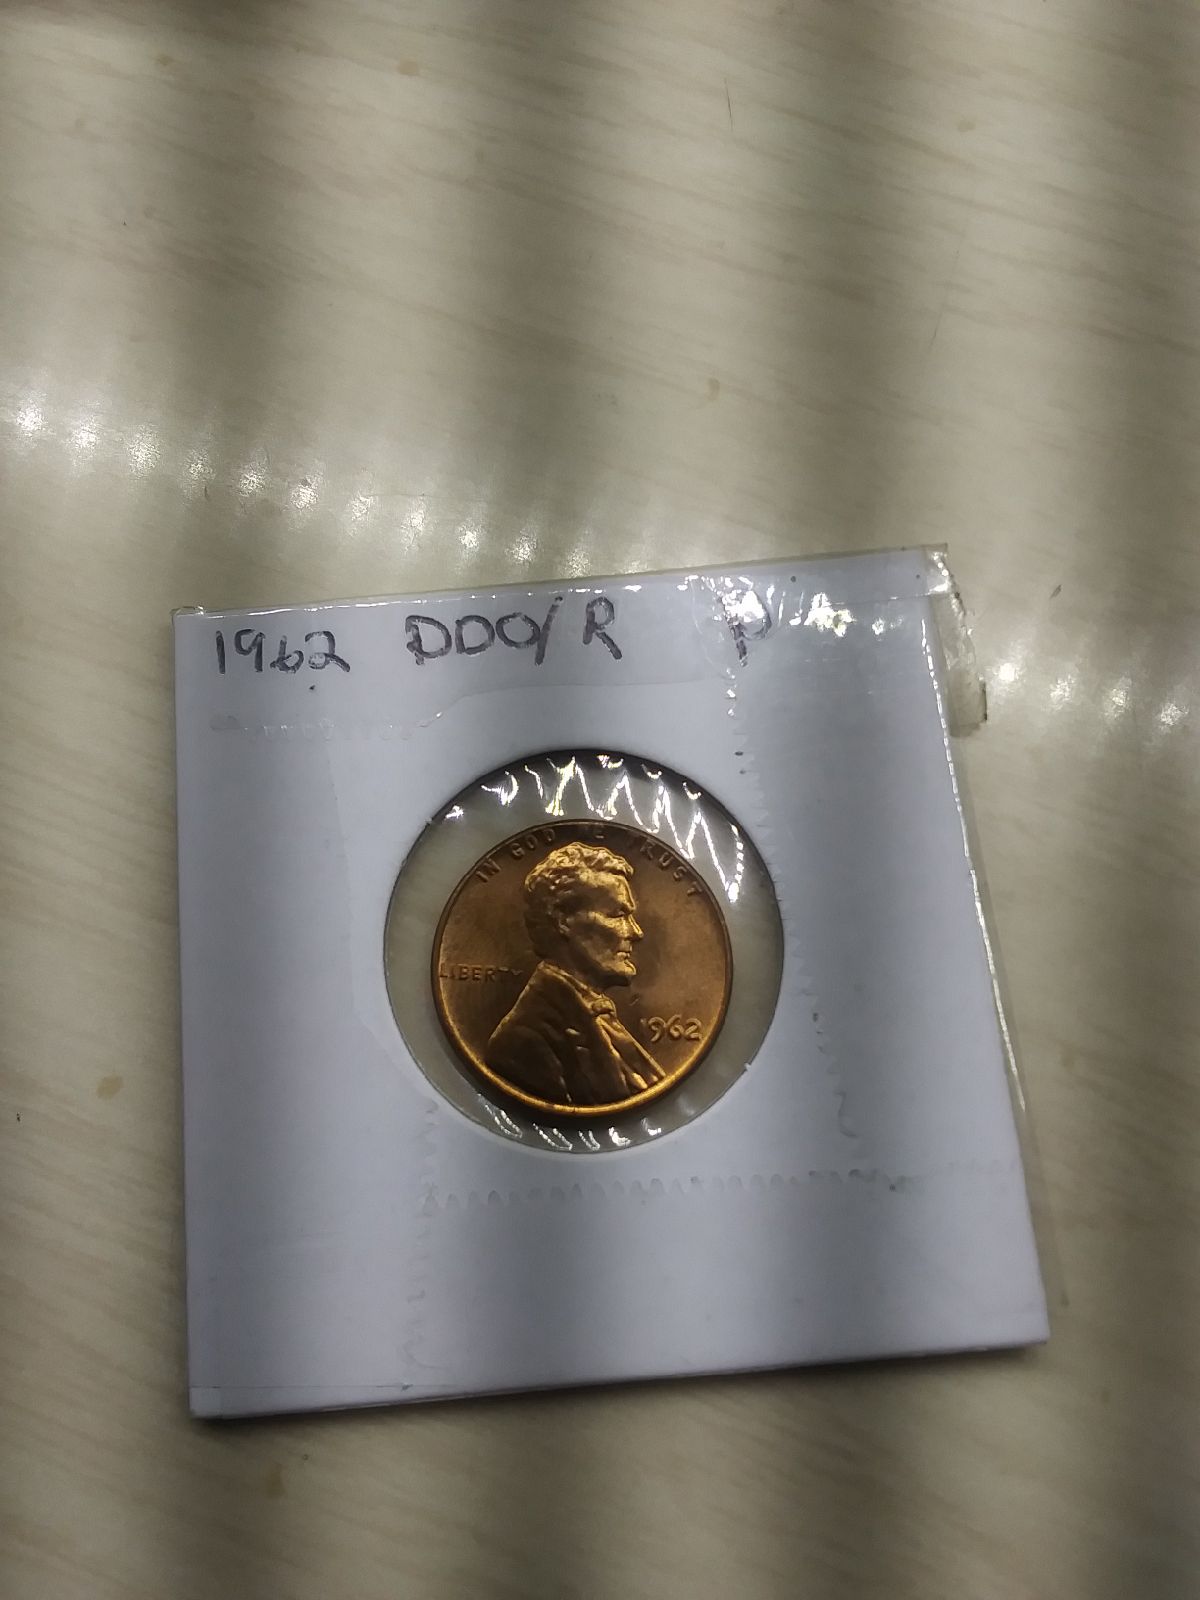 1962 DDO/R P
IN GOD WE TRUST
LIBERTY
1962